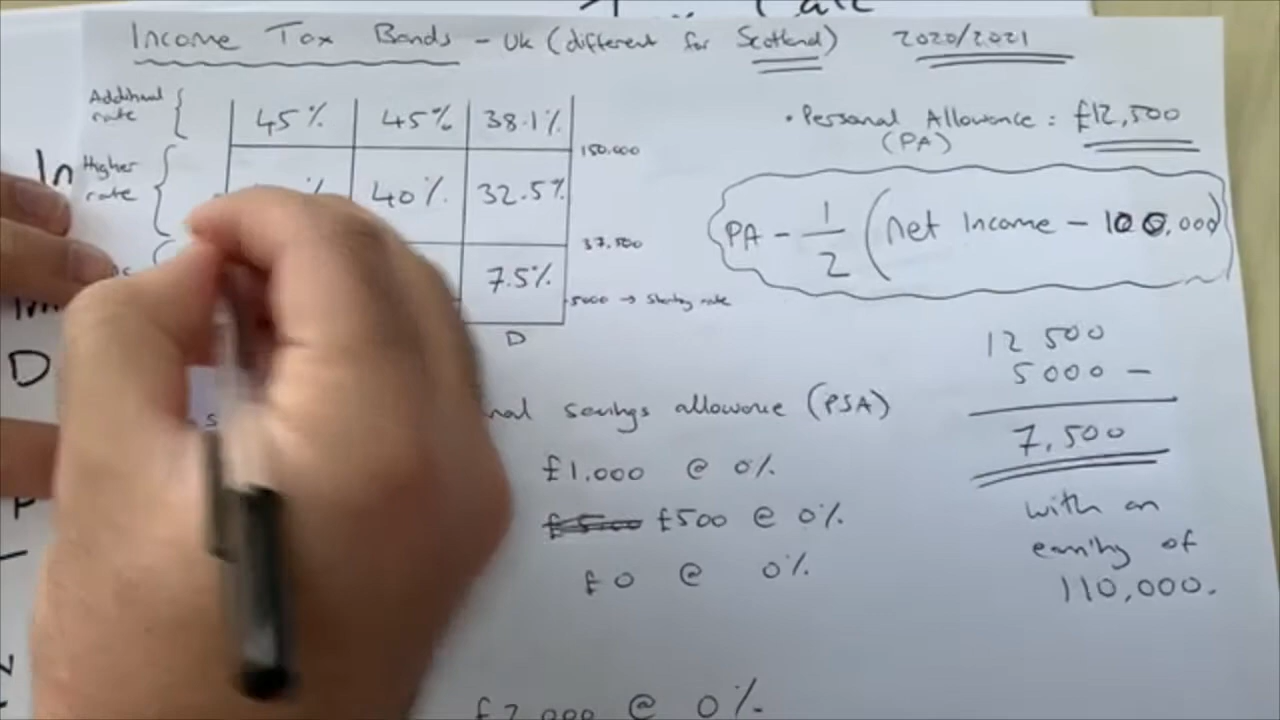 Income Tax Bands - UK (different for Scotland) 2020/2021
Additional rate
45% 45% 38.1%
150.000
Higher rate
% 40% 32.5%
37.500
7.5%
5000 → Starting rate
D
• Personal Allowance : £12,500
(PA)
PA - 1/2 (net Income - 100,000)
12 500
5000 -
7,500
with an
earning of
110,000.
nal savings allowance (PSA)
£1.000 @ 0%
£500 @ 0%
£0 @ 0%
£2.000 @ 0%
D